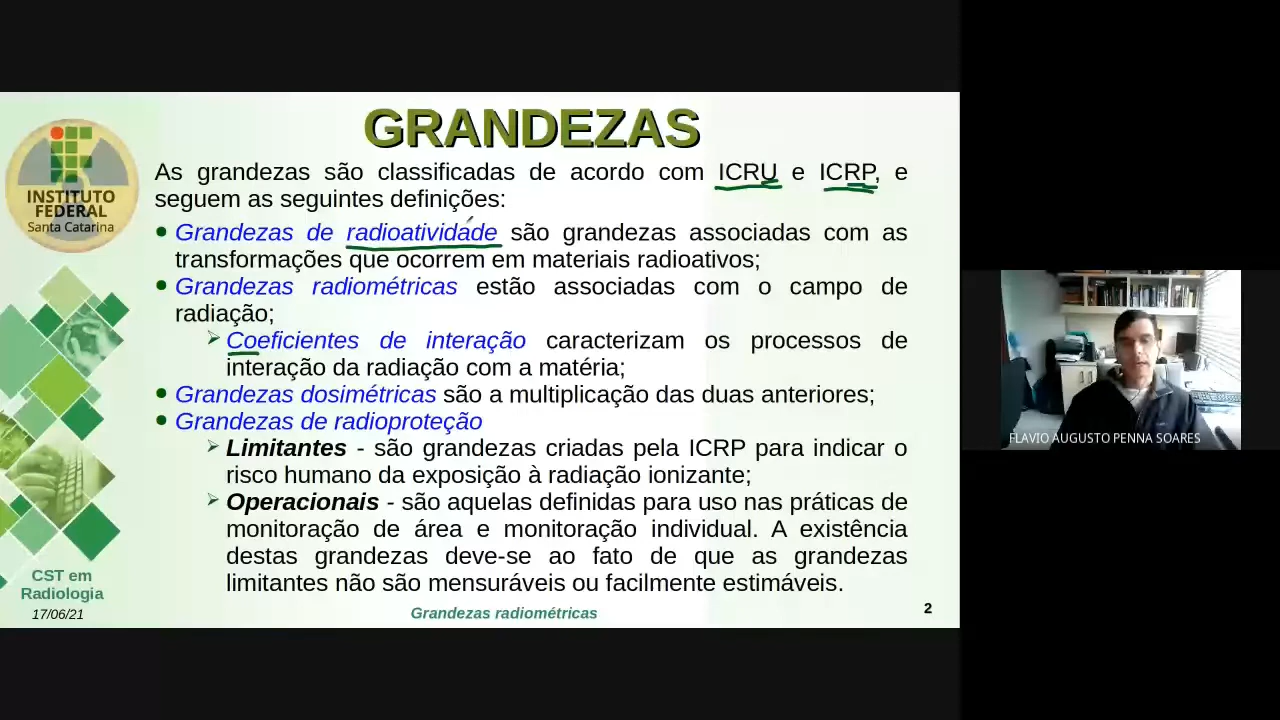 GRANDEZAS
As grandezas são classificadas de acordo com ICRU e ICRP, e
seguem as seguintes definições:
Grandezas de radioatividade são grandezas associadas com as
transformações que ocorrem em materiais radioativos;
Grandezas radiométricas estão associadas com o campo de
radiação;
Coeficientes de interação caracterizam os processos de
interação da radiação com a matéria;
Grandezas dosimétricas são a multiplicação das duas anteriores;
Grandezas de radioproteção
Limitantes - são grandezas criadas pela ICRP para indicar o
risco humano da exposição à radiação ionizante;
Operacionais - são aquelas definidas para uso nas práticas de
monitoração de área e monitoração individual. A existência
destas grandezas deve-se ao fato de que as grandezas
limitantes não são mensuráveis ou facilmente estimáveis.
INSTITUTO
FEDERAL
Santa Catarina
CST em
Radiologia
17/06/21
Grandezas radiométricas
2
FLAVIO AUGUSTO PENNA SOARES